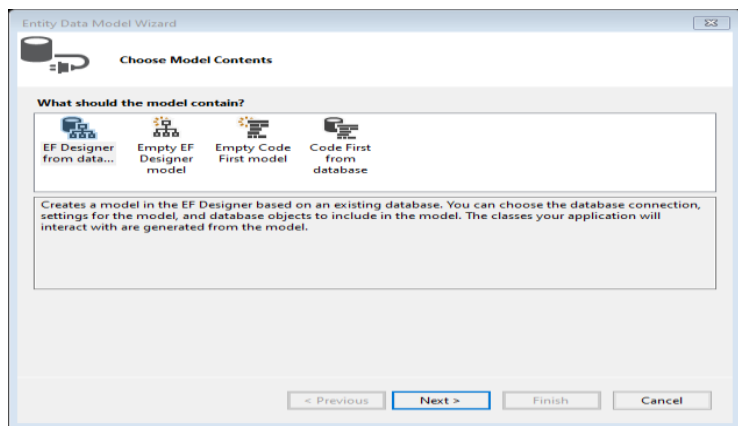 Entity Data Model Wizard
Choose Model Contents
What should the model contain?
EF Designer
from data...
Empty EF
Designer
model
Empty Code
First model
Code First
from
database
Creates a model in the EF Designer based on an existing database. You can choose the database connection,
settings for the model, and database objects to include in the model. The classes your application will
interact with are generated from the model.
< Previous
Next >
Finish
Cancel